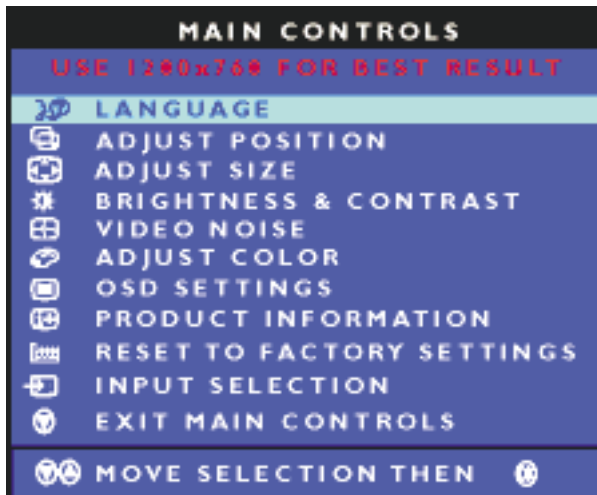 MAIN CONTROLS
USE 1280x768 FOR BEST RESULT
LANGUAGE
ADJUST POSITION
ADJUST SIZE
BRIGHTNESS & CONTRAST
VIDEO NOISE
ADJUST COLOR
OSD SETTINGS
PRODUCT INFORMATION
RESET TO FACTORY SETTINGS
INPUT SELECTION
EXIT MAIN CONTROLS
MOVE SELECTION THEN